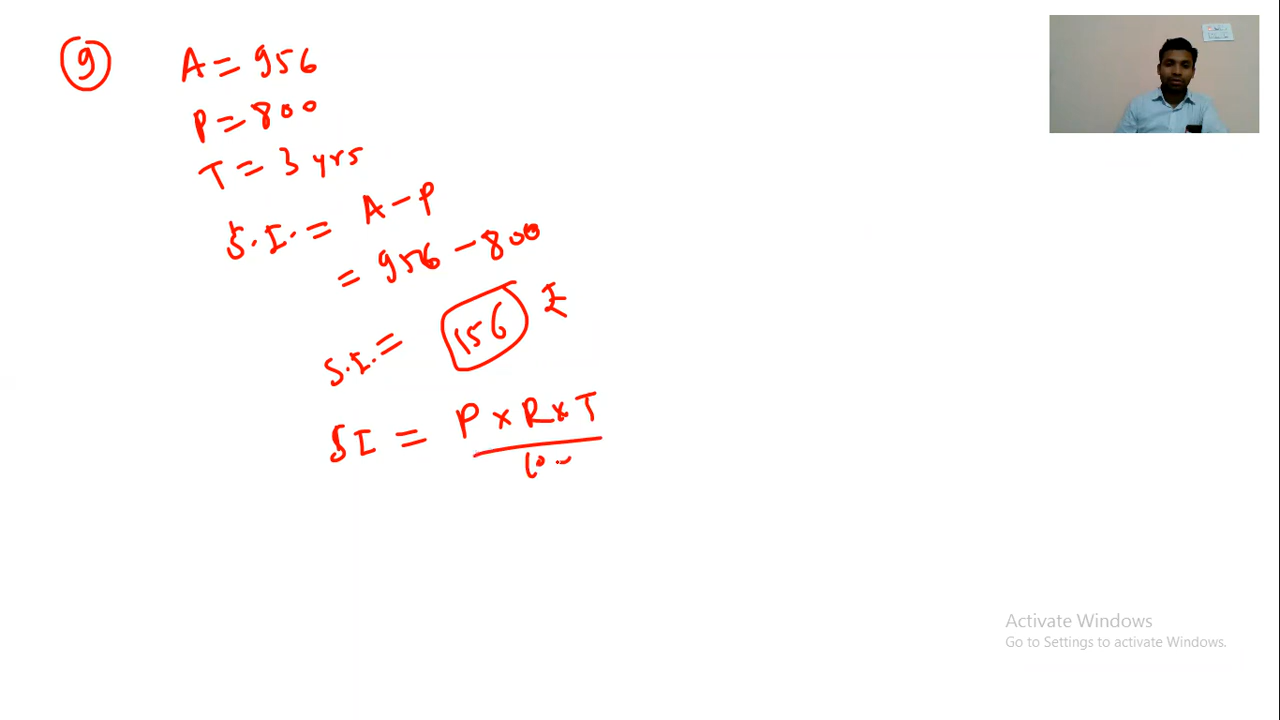 9
A = 956
P = 800
T = 3 yrs
S.I. = A - P
= 956 - 800
S.I. = 156 ₹
SI = P × R × T
100
Activate Windows
Go to Settings to activate Windows.